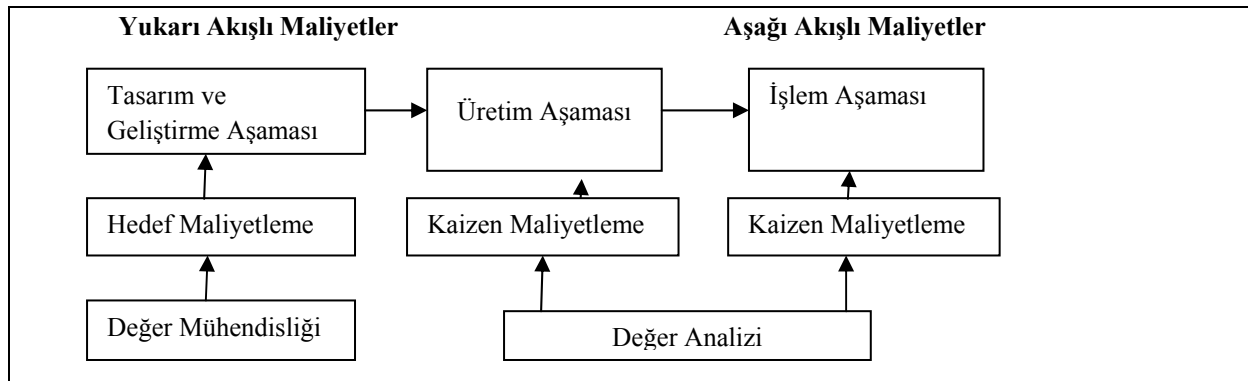 Yukarı Akışlı Maliyetler
Aşağı Akışlı Maliyetler
Tasarım ve
Geliştirme Aşaması
Üretim Aşaması
İşlem Aşaması
Hedef Maliyetleme
Kaizen Maliyetleme
Kaizen Maliyetleme
Değer Mühendisliği
Değer Analizi